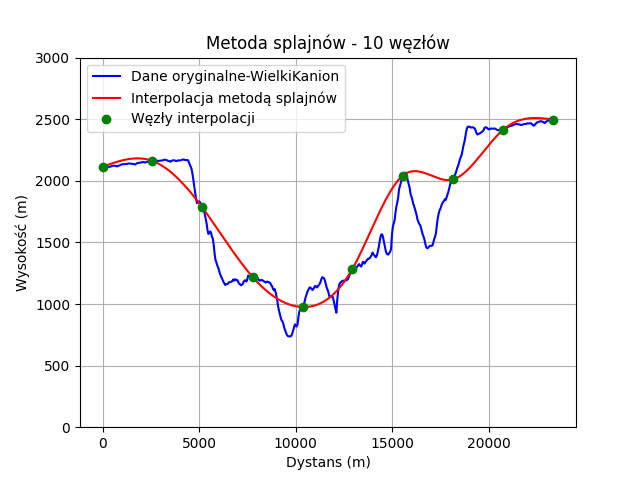 Metoda splajnów - 10 węzłów
Dane oryginalne-WielkiKanion
Interpolacja metodą splajnów
Węzły interpolacji
Wysokość (m)
3000
2500
2000
1500
1000
500
0
0 5000 10000 15000 20000
Dystans (m)